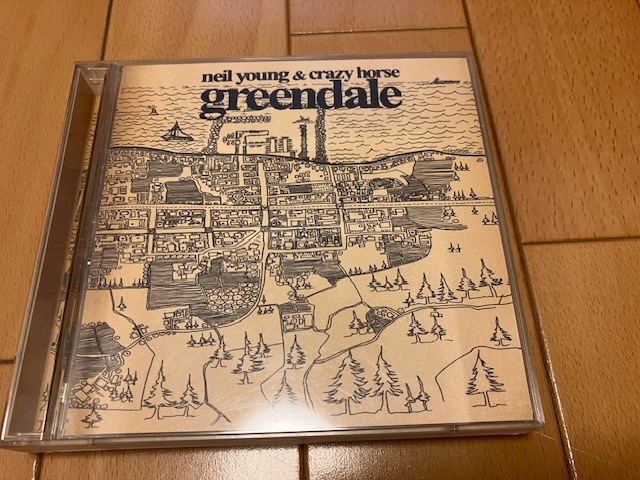 neil young & crazy horse
greendale